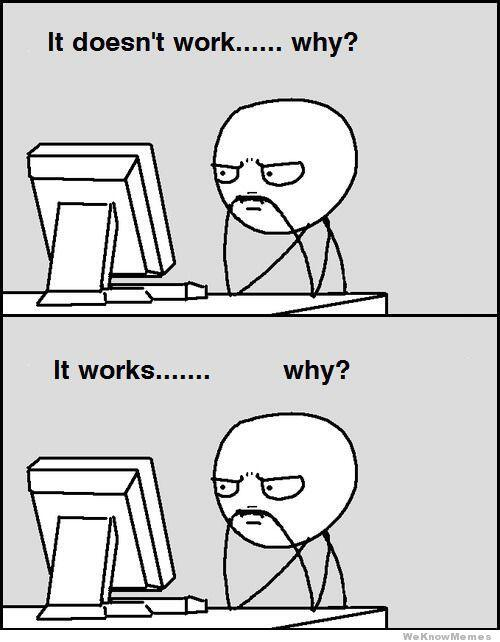 It doesn't work...... why?
It works....... why?
WeKnowMemes